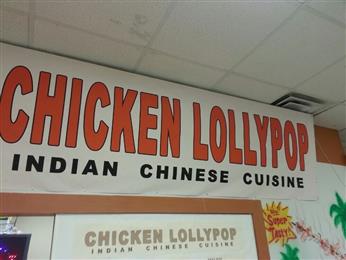 CHICKEN LOLLYPOP
INDIAN CHINESE CUISINE
CHICKEN LOLLYPOP
INDIAN CHINESE CUISINE
Super
Tasty!